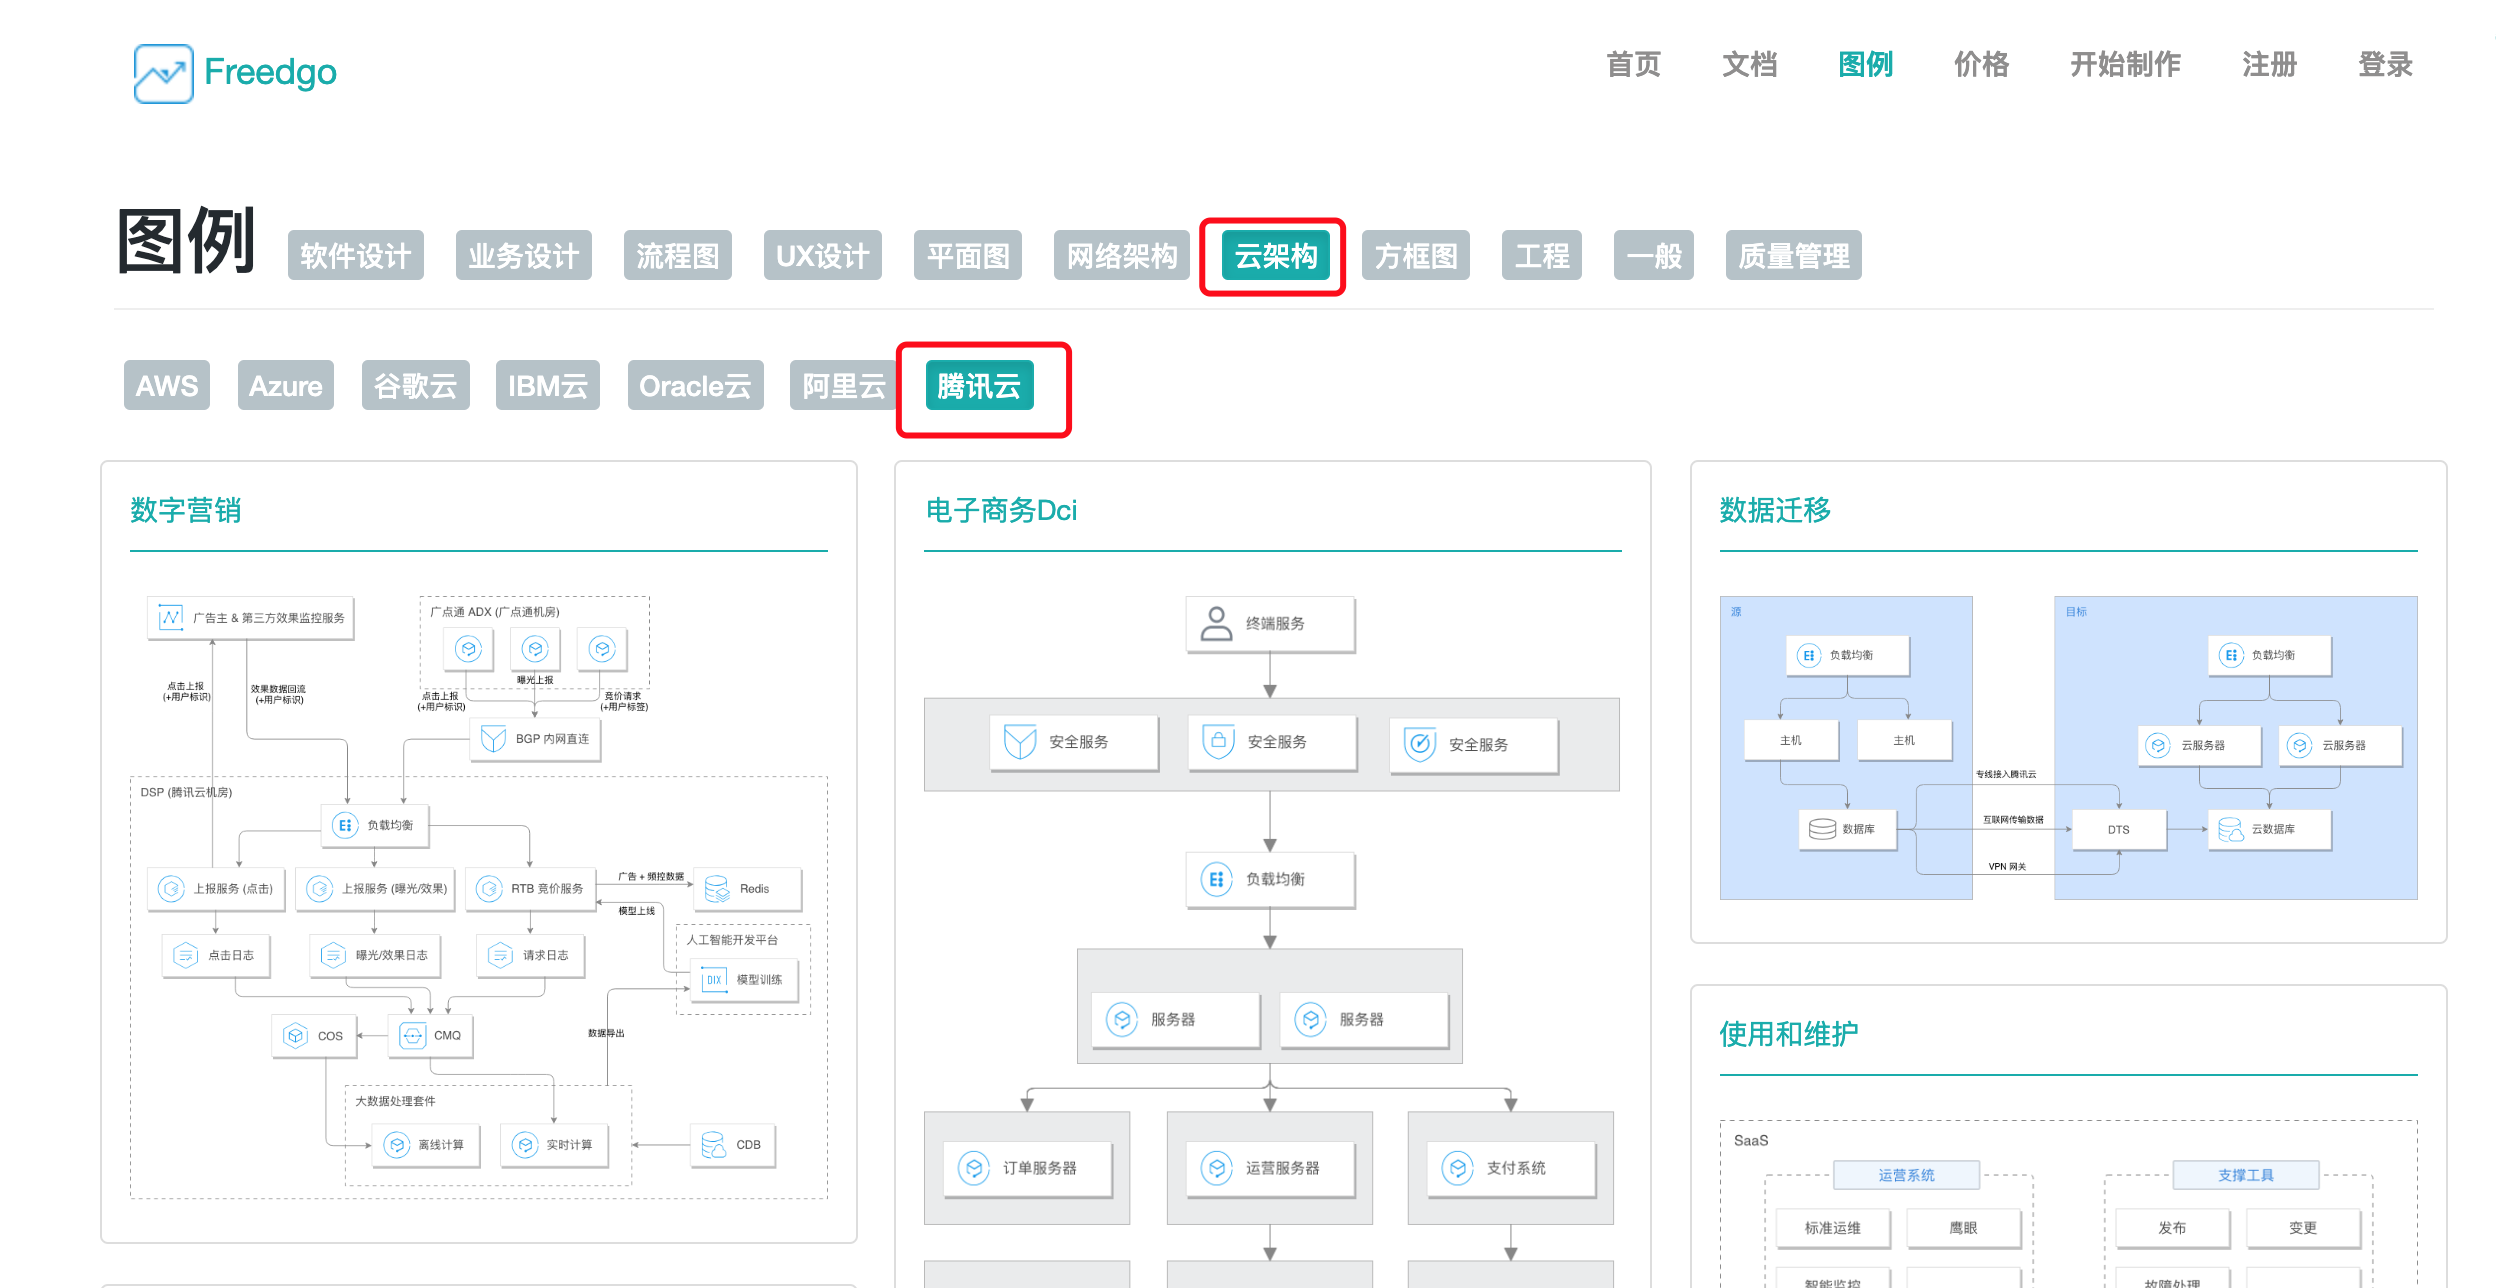 Freedgo
首页 文档 图例 价格 开始制作 注册 登录
图例 软件设计 业务设计 流程图 UX设计 平面图 网络架构 云架构 方框图 工程 一般 质量管理
AWS Azure 谷歌云 IBM云 Oracle云 阿里云 腾讯云
数字营销
广告主 & 第三方效果监控服务
广点通 ADX (广点通机房)
点击上报
(+用户标识)
效果数据回流
(+用户标识)
曝光上报
点击上报
(+用户标识)
竞价请求
(+用户标签)
BGP 内网直连
DSP (腾讯云机房)
负载均衡
上报服务 (点击)
上报服务 (曝光/效果)
RTB 竞价服务
广告 + 频控数据
Redis
模型上线
点击日志
曝光/效果日志
请求日志
人工智能开发平台
DIX
模型训练
COS
CMQ
数据导出
大数据处理套件
离线计算
实时计算
CDB
电子商务Dci
终端服务
安全服务
安全服务
安全服务
负载均衡
服务器
服务器
订单服务器
运营服务器
支付系统
数据迁移
源
负载均衡
主机
主机
数据库
专线接入腾讯云
互联网传输数据
VPN 网关
目标
负载均衡
云服务器
云服务器
DTS
云数据库
使用和维护
SaaS
运营系统
支撑工具
标准运维
鹰眼
发布
变更
智能监控
故障处理